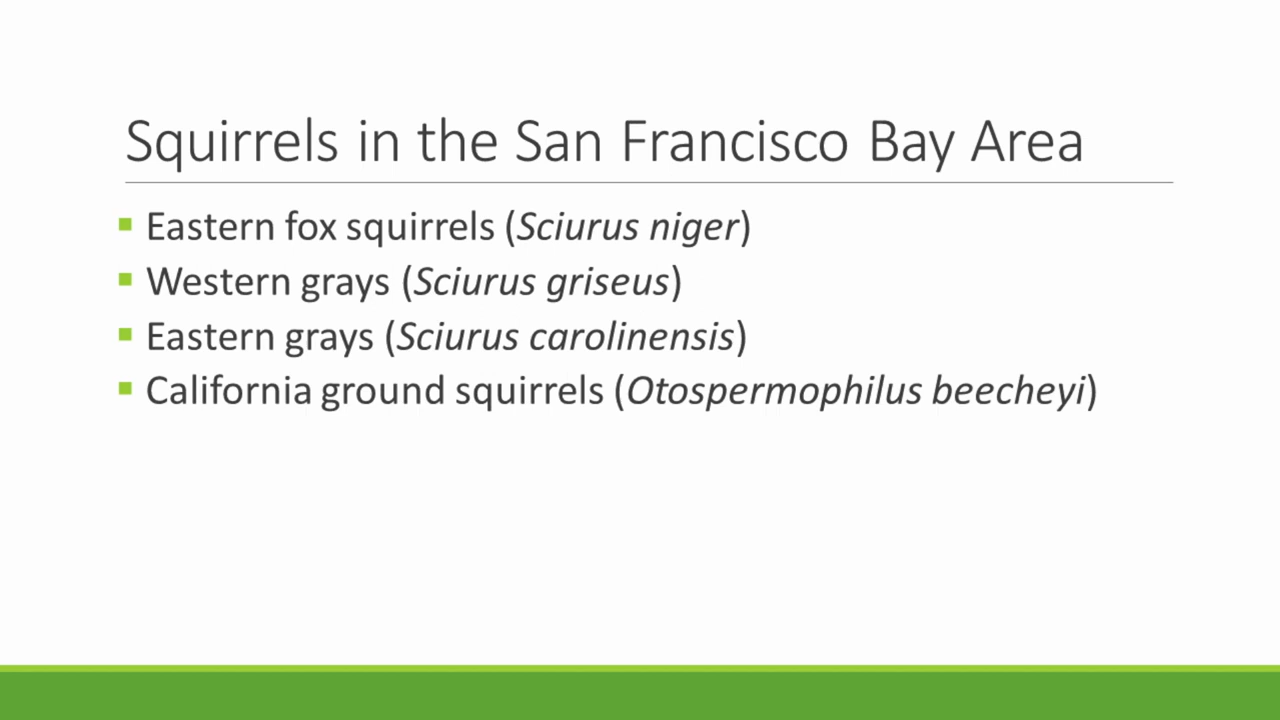 Squirrels in the San Francisco Bay Area
Eastern fox squirrels (Sciurus niger)
Western grays (Sciurus griseus)
Eastern grays (Sciurus carolinensis)
California ground squirrels (Otospermophilus beecheyi)